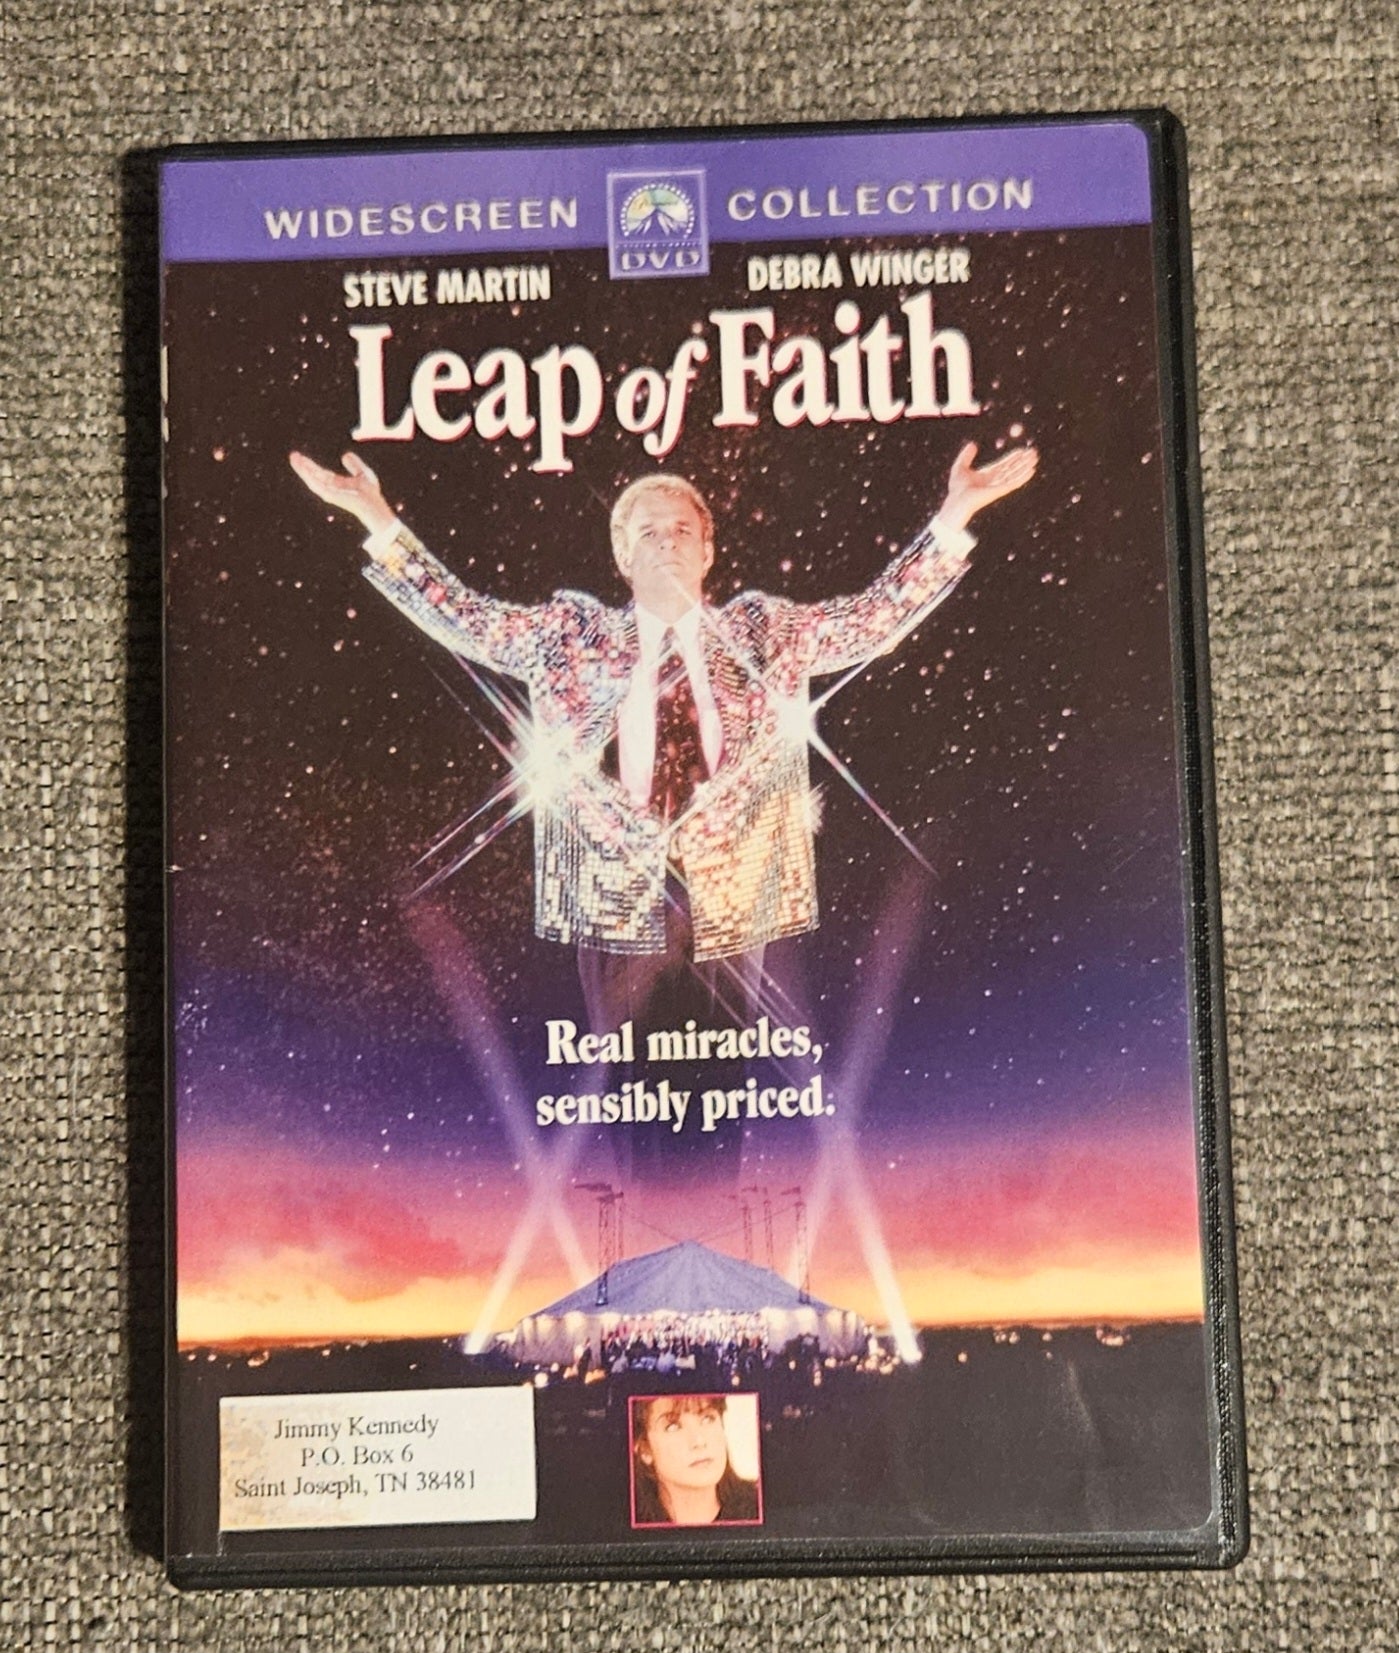 WIDESCREEN DVD COLLECTION
STEVE MARTIN DEBRA WINGER
Leap of Faith
Real miracles,
sensibly priced.
Jimmy Kennedy
P.O. Box 6
Saint Joseph, TN 38481